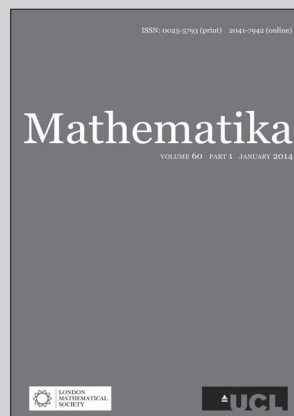 ISSN: 0025-5793 (print) 2041-7942 (online)
Mathematika
VOLUME 60 PART 1 JANUARY 2014
LONDON
MATHEMATICAL
SOCIETY
UCL